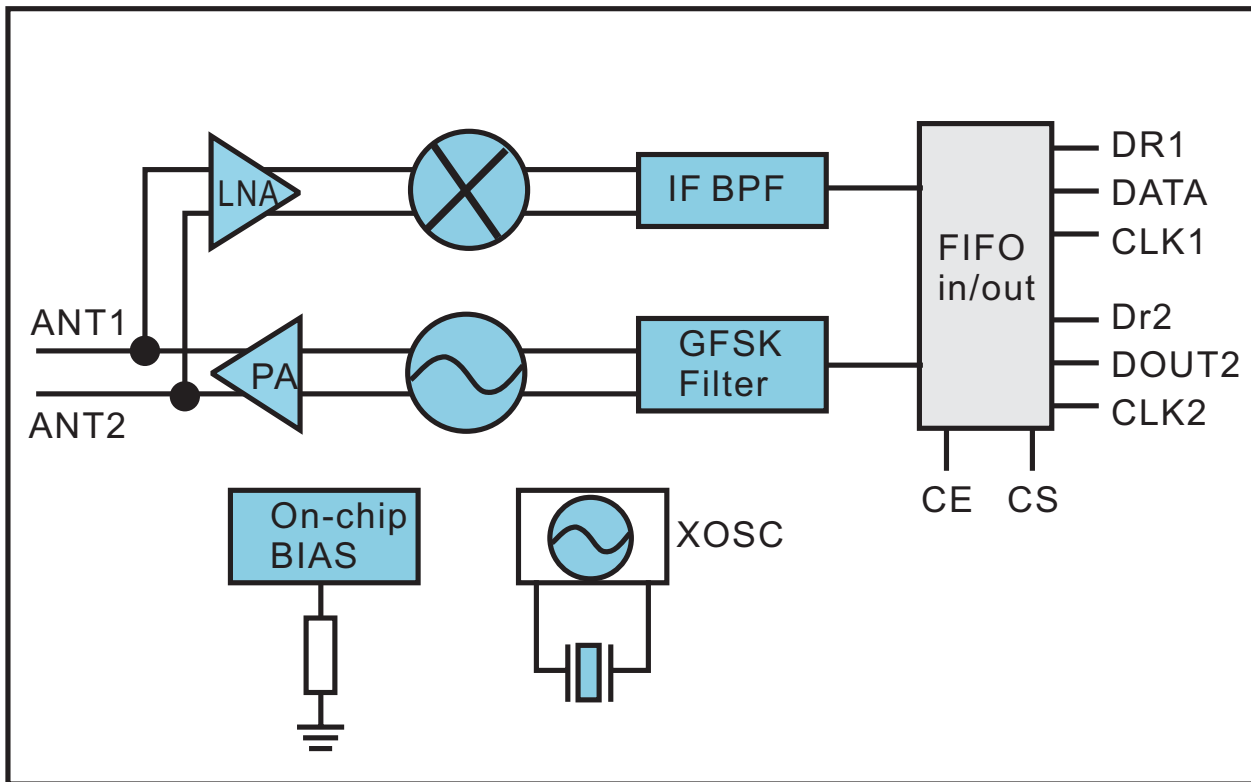 LNA
IF BPF
DR1
DATA
CLK1
FIFO
in/out
ANT1
PA
GFSK
Filter
Dr2
DOUT2
CLK2
ANT2
CE
CS
On-chip
BIAS
XOSC